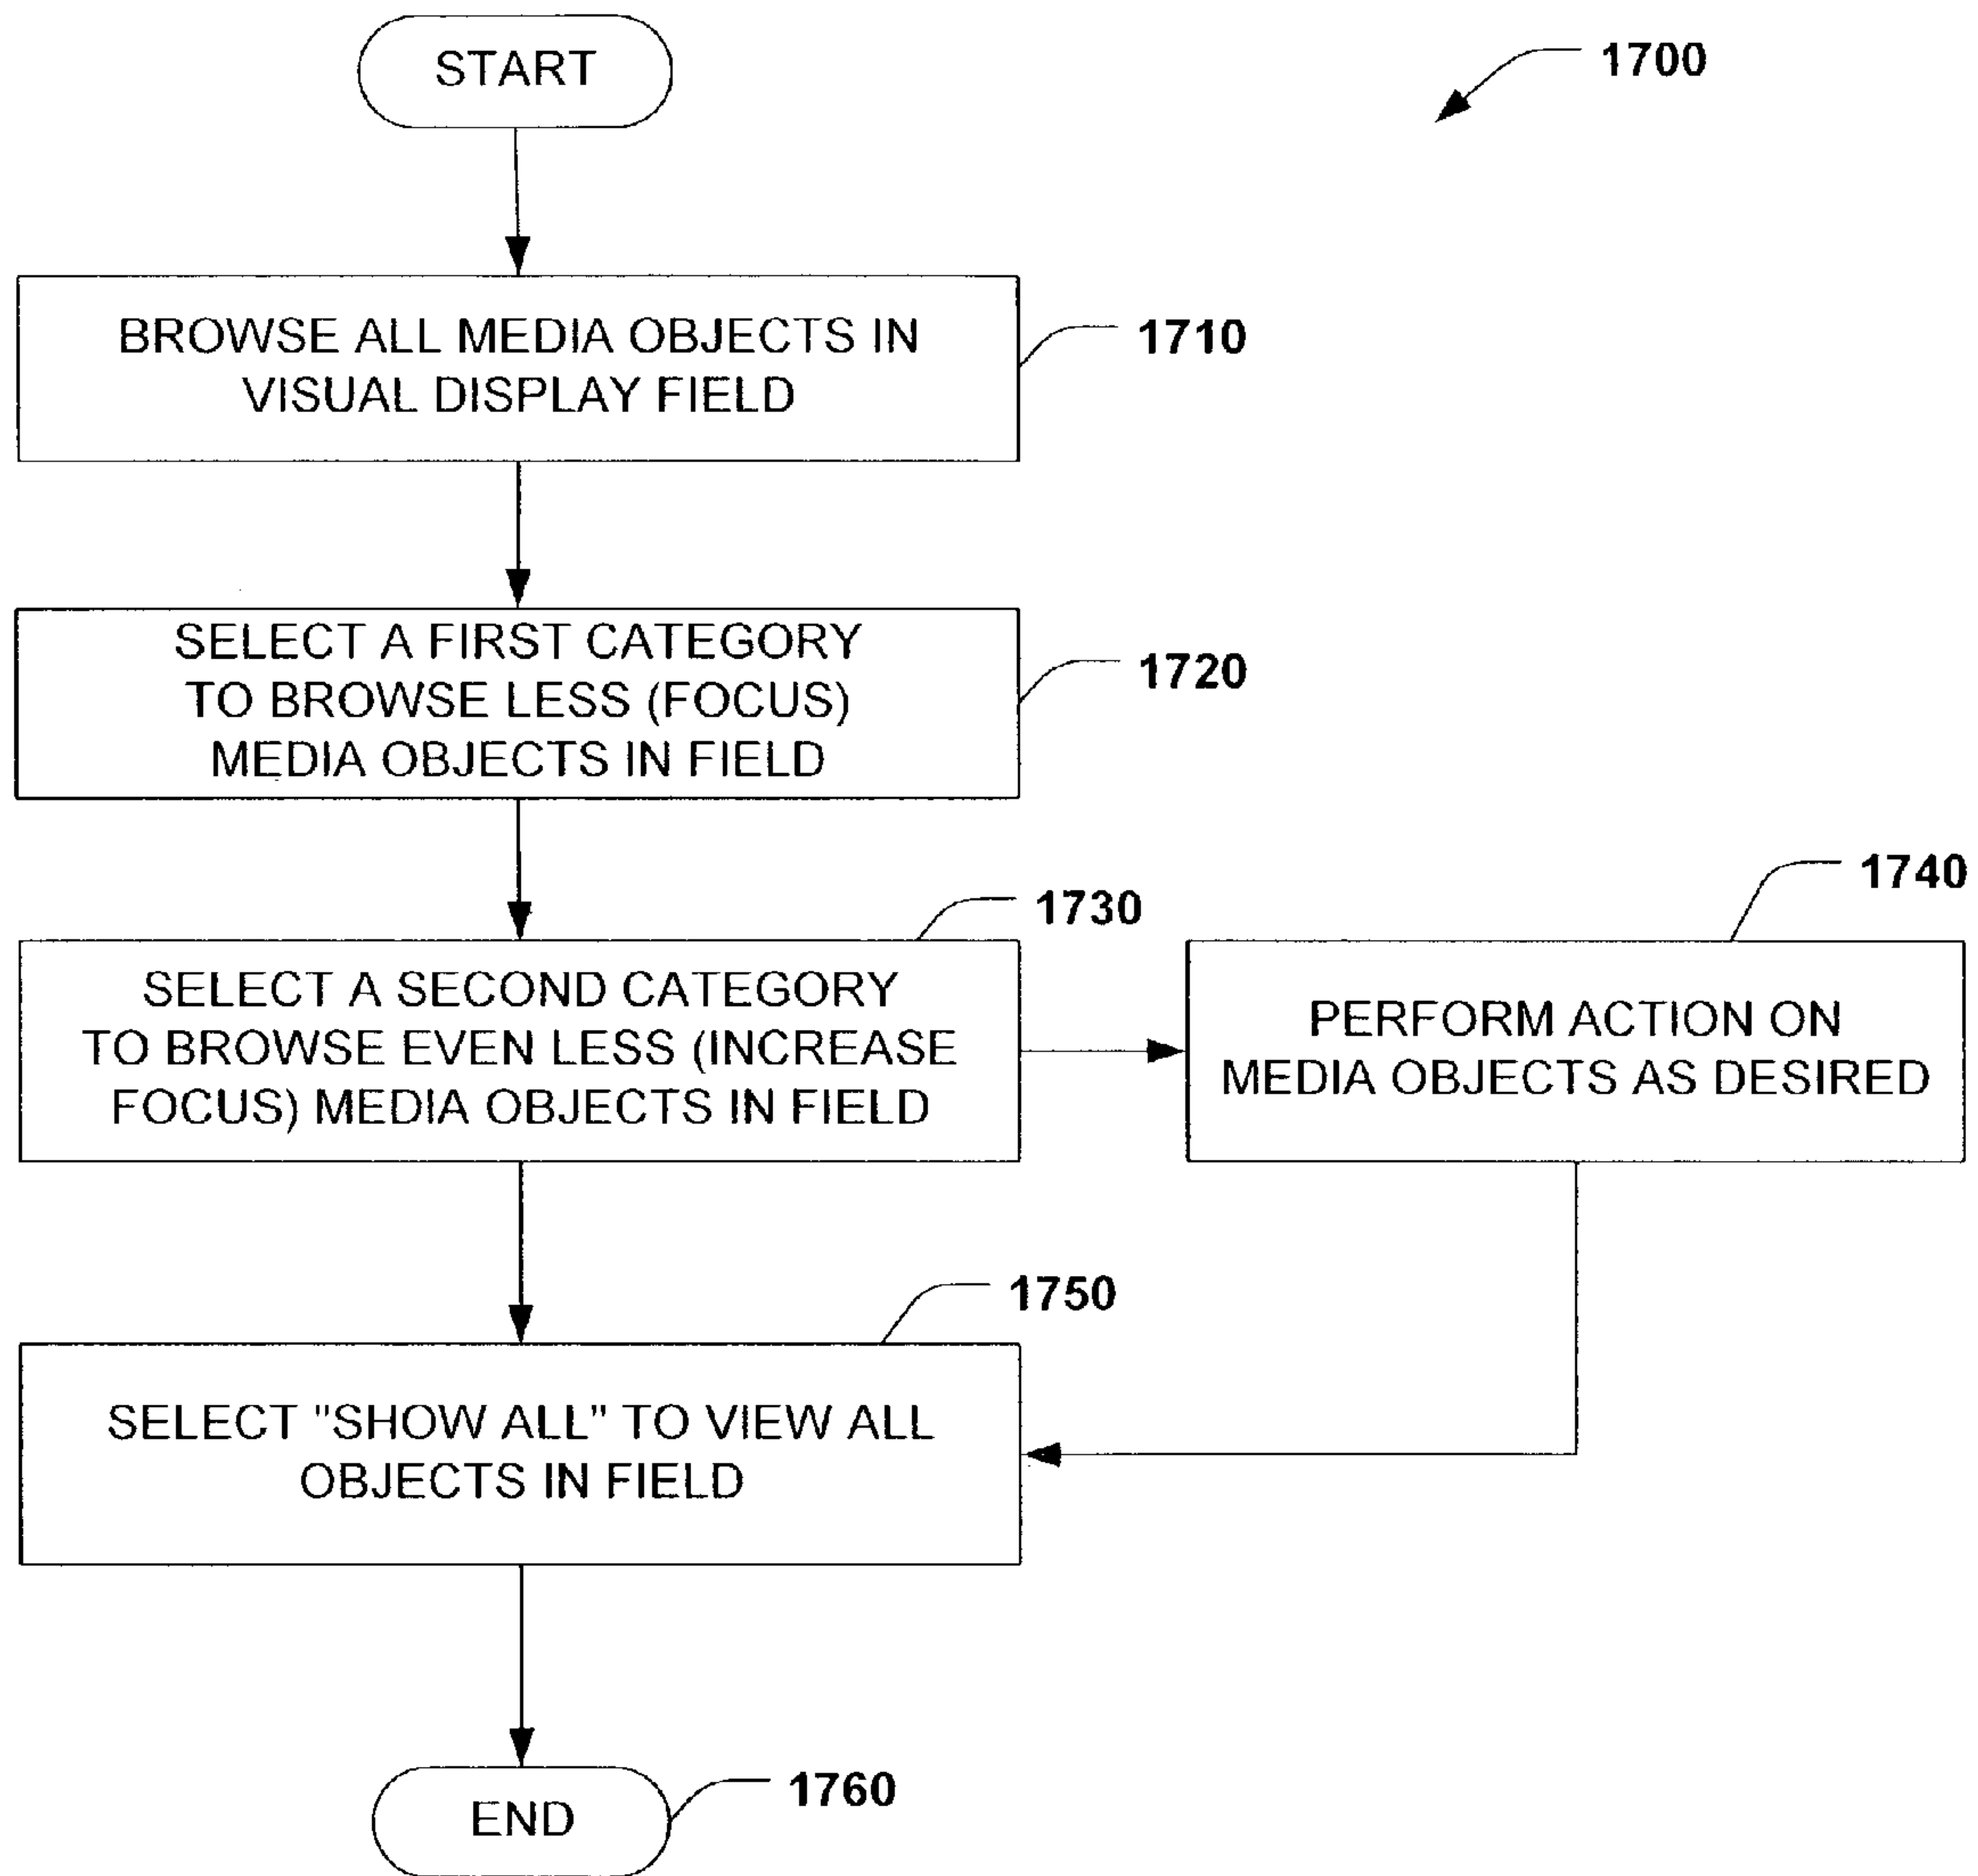 START
1700
BROWSE ALL MEDIA OBJECTS IN
VISUAL DISPLAY FIELD
1710
SELECT A FIRST CATEGORY
TO BROWSE LESS (FOCUS)
MEDIA OBJECTS IN FIELD
1720
SELECT A SECOND CATEGORY
TO BROWSE EVEN LESS (INCREASE
FOCUS) MEDIA OBJECTS IN FIELD
1730
PERFORM ACTION ON
MEDIA OBJECTS AS DESIRED
1740
SELECT "SHOW ALL" TO VIEW ALL
OBJECTS IN FIELD
1750
END
1760